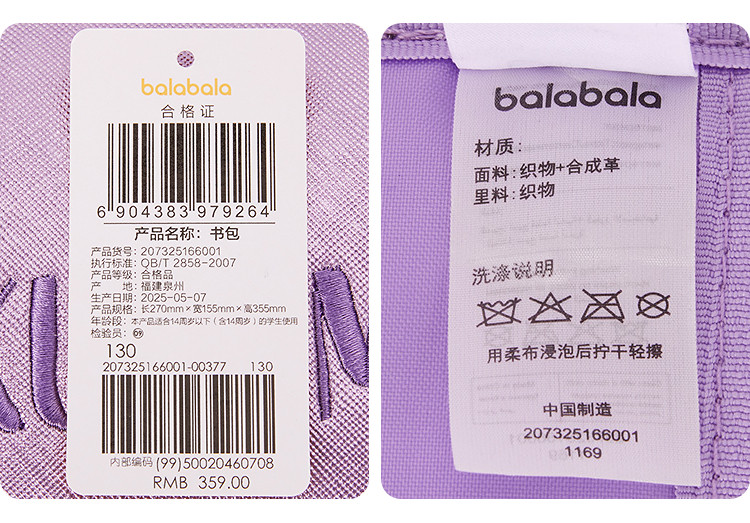 balabala
合格证
6 904383 979264
产品名称：书包
产品货号：207325166001
执行标准：QB/T 2858-2007
产品等级：合格品
产　地：福建泉州
生产日期：2025-05-07
产品规格：长270mm×宽155mm×高355mm
年龄段：本产品适合14周岁以下（含14周岁）的学生使用
检验员：69
130
207325166001-00377 130
内部编码 (99)50020460708
RMB 359.00
balabala
材质：
面料：织物+合成革
里料：织物
洗涤说明
用柔布浸泡后拧干轻擦
中国制造
207325166001
1169